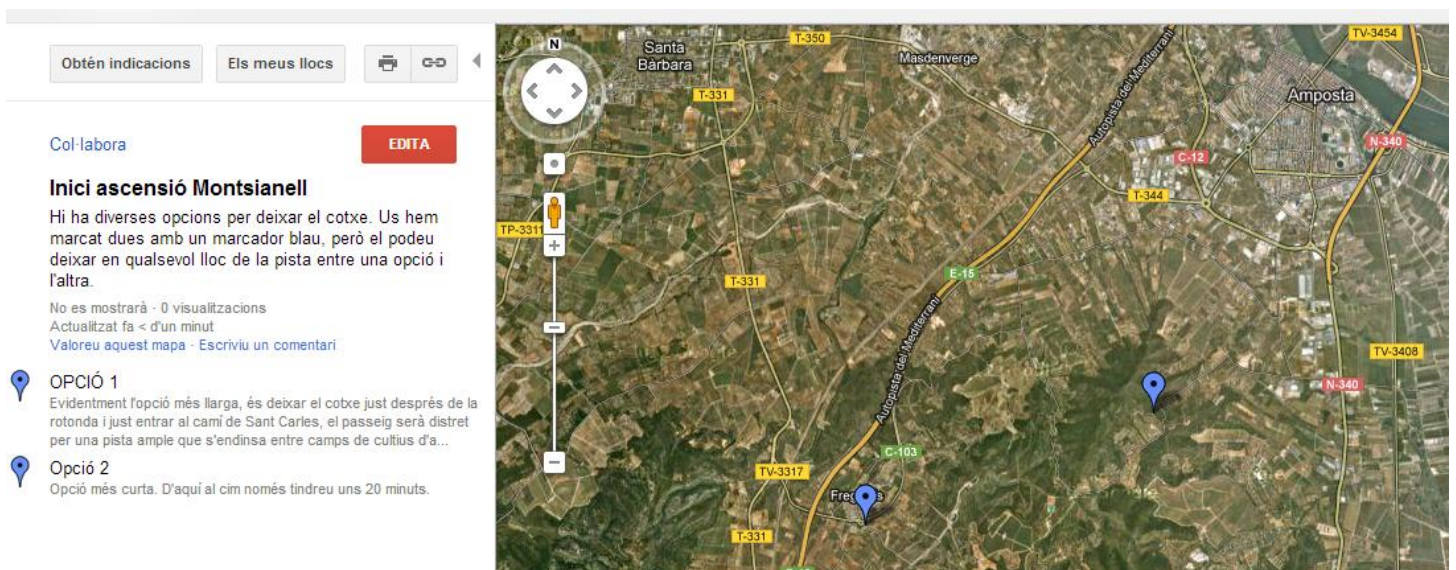 Obtén indicacions
Els meus llocs
Col·labora
EDITA
Inici ascensió Montsianell
Hi ha diverses opcions per deixar el cotxe. Us hem
marcat dues amb un marcador blau, però el podeu
deixar en qualsevol lloc de la pista entre una opció i
l'altra.
No es mostrarà · 0 visualitzacions
Actualitzat fa < d'un minut
Valoreu aquest mapa · Escriviu un comentari
OPCIÓ 1
Evidentment l'opció més llarga, és deixar el cotxe just desprès de la
rotonda i just entrar al camí de Sant Carles, el passeig serà distret
per una pista ample que s'endinsa entre camps de cultius d'a...
Opció 2
Opció més curta. D'aquí al cim només tindreu uns 20 minuts.
N
Santa
Bàrbara
T-350
Masdenverge
TV-3454
T-331
Autopista del Mediterrani
Amposta
N-340
C-12
T-344
TP-3311
T-331
E-15
Autopista del Mediterrani
TV-3408
N-340
C-103
TV-3317
T-331